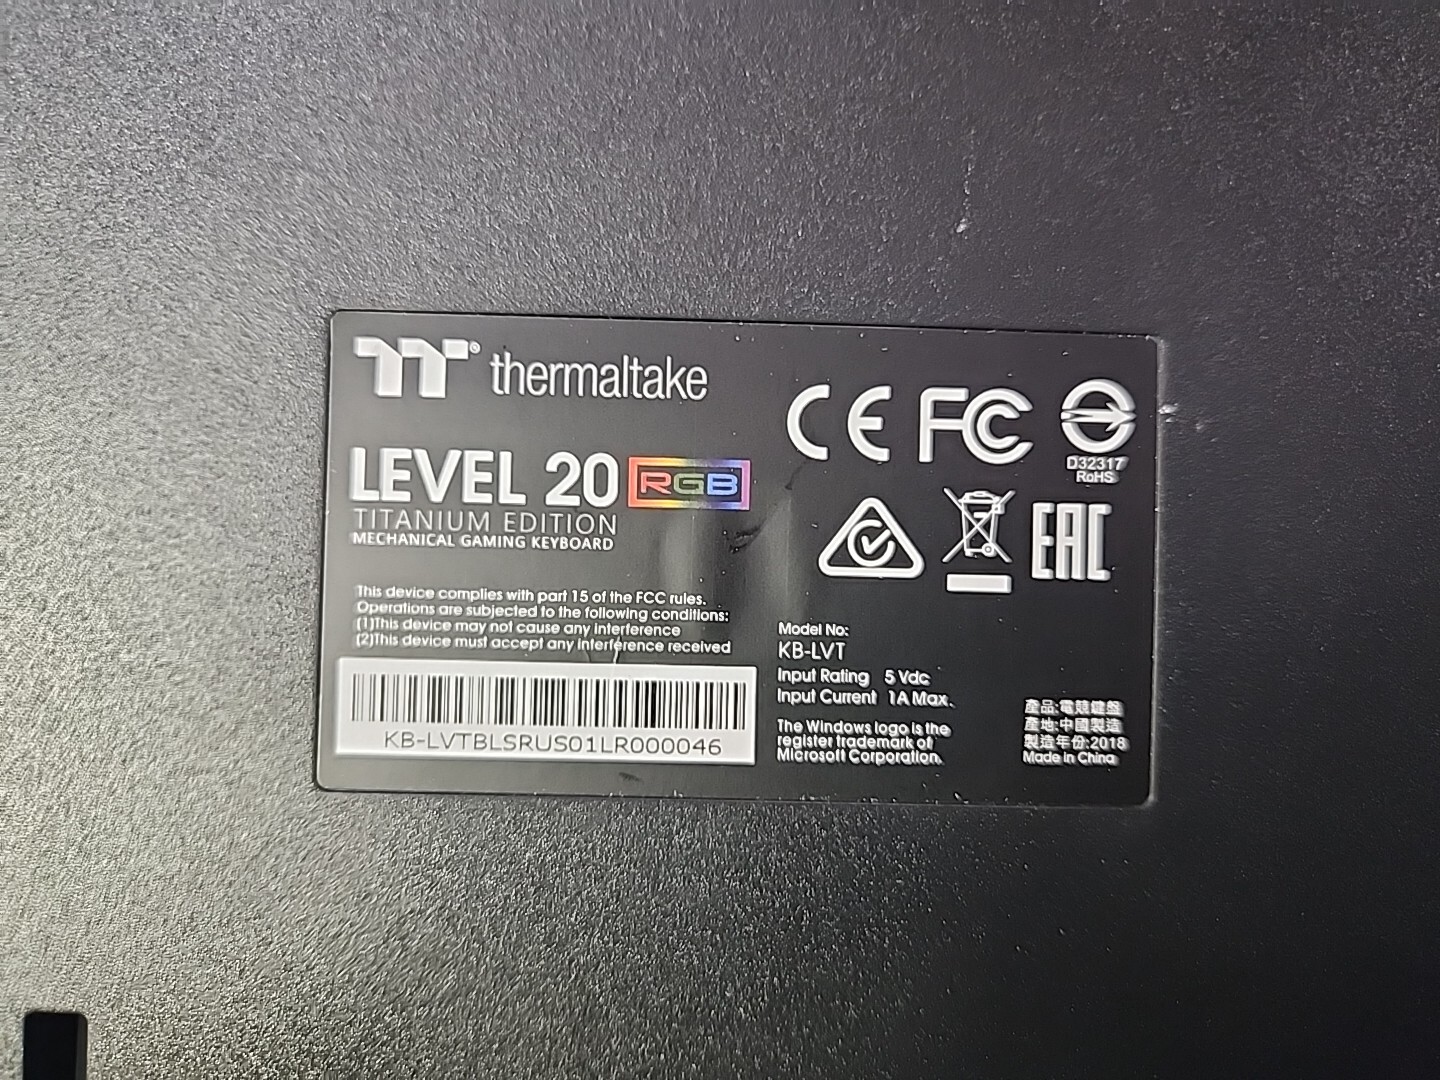 thermaltake
LEVEL 20 RGB
TITANIUM EDITION
MECHANICAL GAMING KEYBOARD
This device complies with part 15 of the FCC rules.
Operations are subjected to the following conditions:
(1)This device may not cause any interference
(2)This device must accept any interference received
KB-LVTBLSRUS01LR000046
CE FC
D32317
RoHS
EAC
Model No:
KB-LVT
Input Rating 5 Vdc
Input Current 1A Max.
The Windows logo is the
register trademark of
Microsoft Corporation.
產品:電競鍵盤
產地:中國製造
製造年份:2018
Made in China